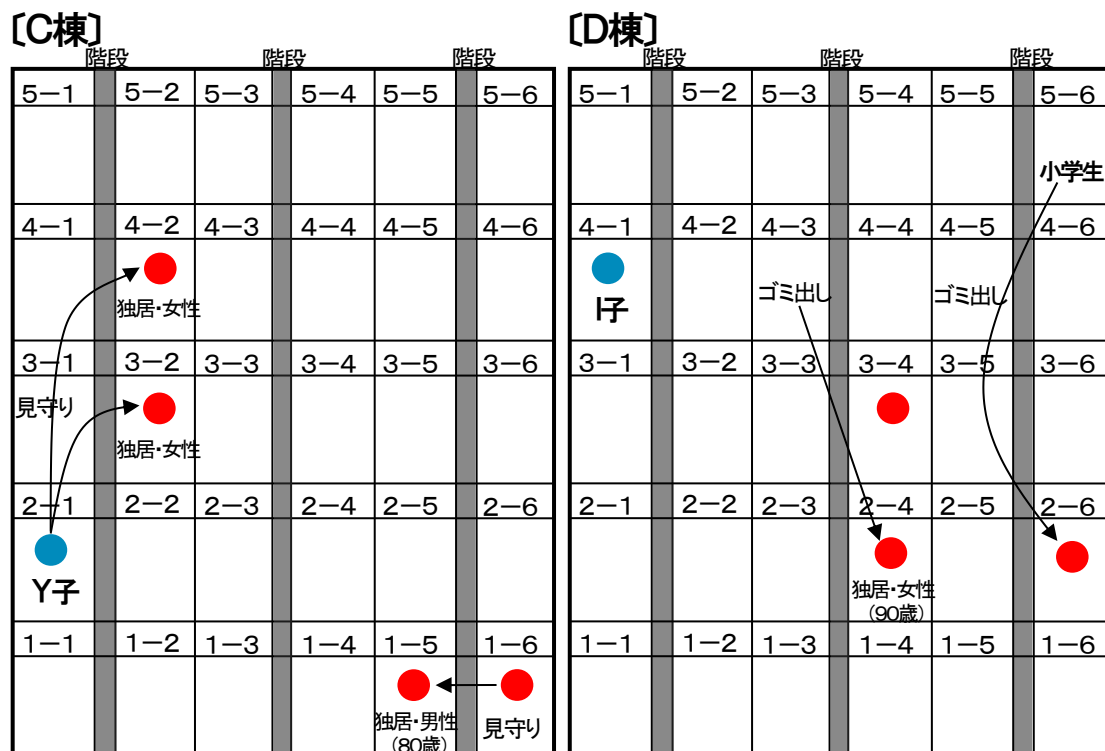 〔C棟〕
階段 階段 階段
5－1 5－2 5－3 5－4 5－5 5－6
4－1 4－2 4－3 4－4 4－5 4－6
独居・女性
3－1 3－2 3－3 3－4 3－5 3－6
見守り
独居・女性
2－1 2－2 2－3 2－4 2－5 2－6
Y子
1－1 1－2 1－3 1－4 1－5 1－6
独居・男性
(80歳)
見守り
〔D棟〕
階段 階段 階段
5－1 5－2 5－3 5－4 5－5 5－6
小学生
4－1 4－2 4－3 4－4 4－5 4－6
I子
ゴミ出し
ゴミ出し
3－1 3－2 3－3 3－4 3－5 3－6
2－1 2－2 2－3 2－4 2－5 2－6
独居・女性
(90歳)
1－1 1－2 1－3 1－4 1－5 1－6